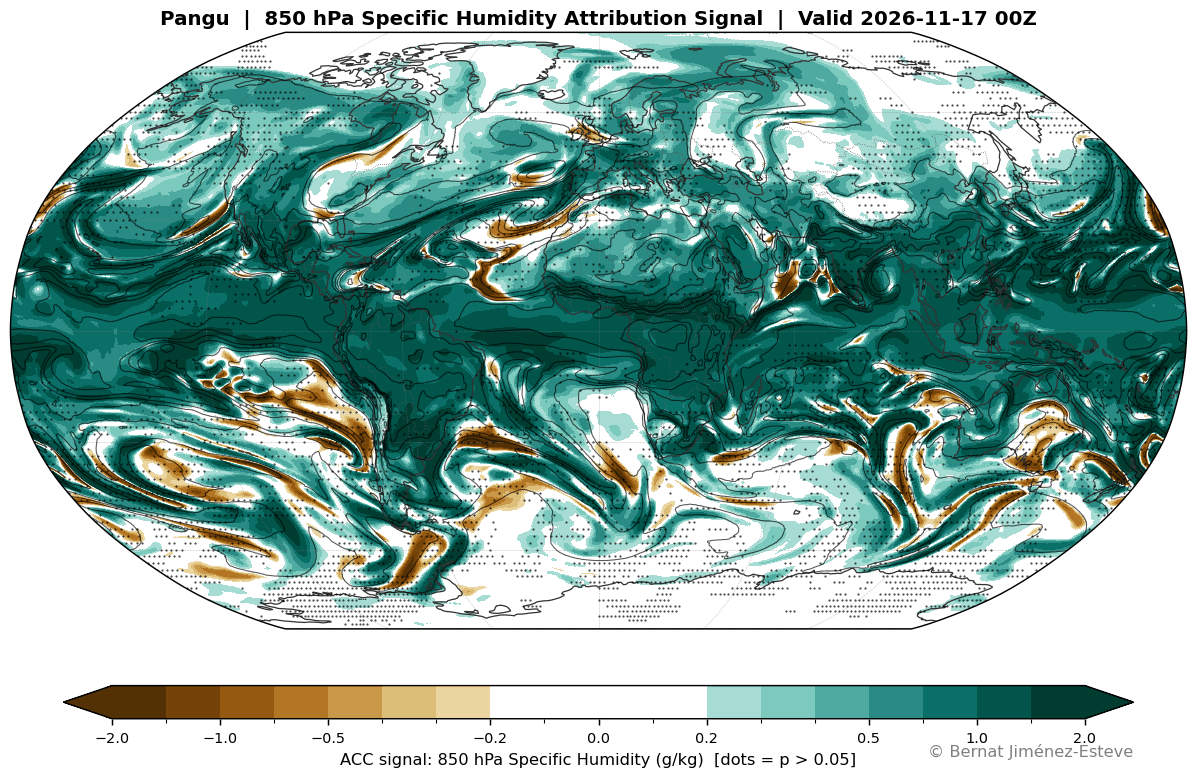 Pangu | 850 hPa Specific Humidity Attribution Signal | Valid 2026-11-17 00Z
−2.0 −1.0 −0.5 −0.2 0.0 0.2 0.5 1.0 2.0
ACC signal: 850 hPa Specific Humidity (g/kg) [dots = p > 0.05]
© Bernat Jiménez-Esteve